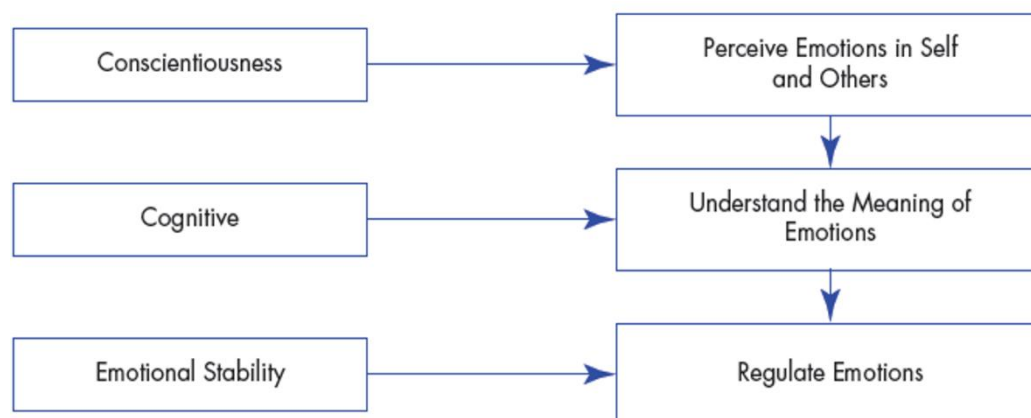 Conscientiousness
Perceive Emotions in Self
and Others
Cognitive
Understand the Meaning of
Emotions
Emotional Stability
Regulate Emotions